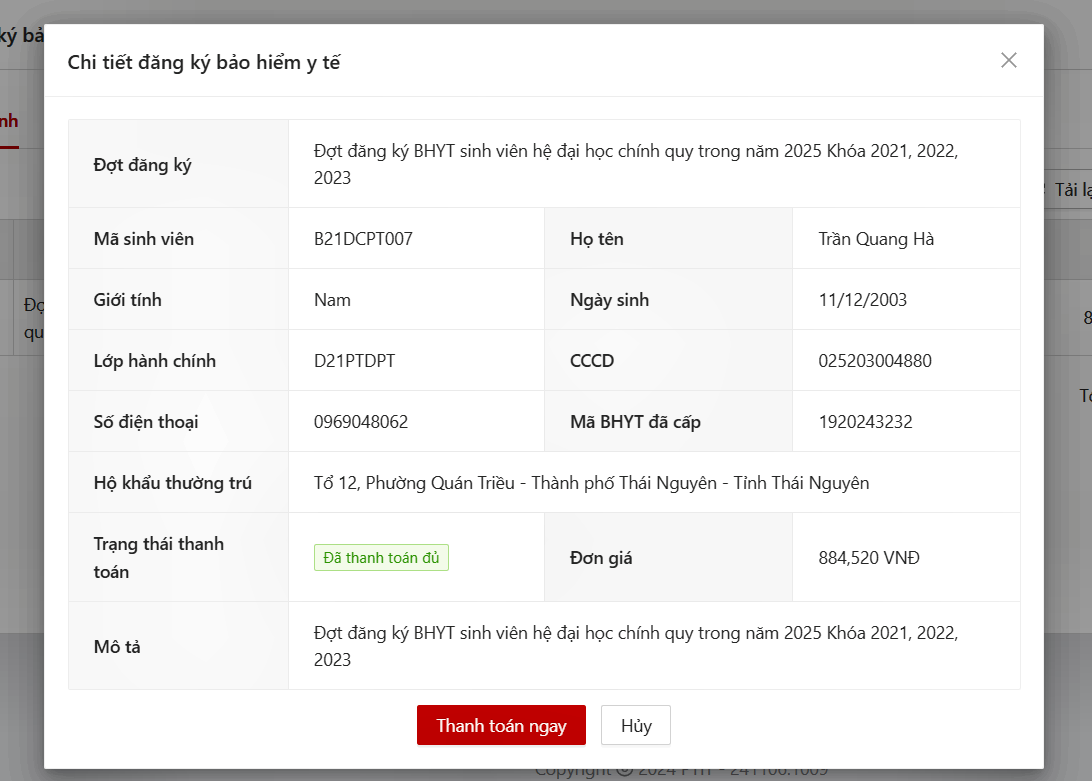 ký bả
Chi tiết đăng ký bảo hiểm y tế
nh
Đợt đăng ký
Đợt đăng ký BHYT sinh viên hệ đại học chính quy trong năm 2025 Khóa 2021, 2022,
2023
Tải lạ
Mã sinh viên B21DCPT007 Họ tên Trần Quang Hà
Giới tính Nam Ngày sinh 11/12/2003
Đợ
qu
8
Lớp hành chính D21PTDPT CCCD 025203004880
Số điện thoại 0969048062 Mã BHYT đã cấp 1920243232
Hộ khẩu thường trú Tổ 12, Phường Quán Triều - Thành phố Thái Nguyên - Tỉnh Thái Nguyên
Trạng thái thanh
toán
Đã thanh toán đủ Đơn giá 884,520 VNĐ
Mô tả
Đợt đăng ký BHYT sinh viên hệ đại học chính quy trong năm 2025 Khóa 2021, 2022,
2023
Thanh toán ngay Hủy